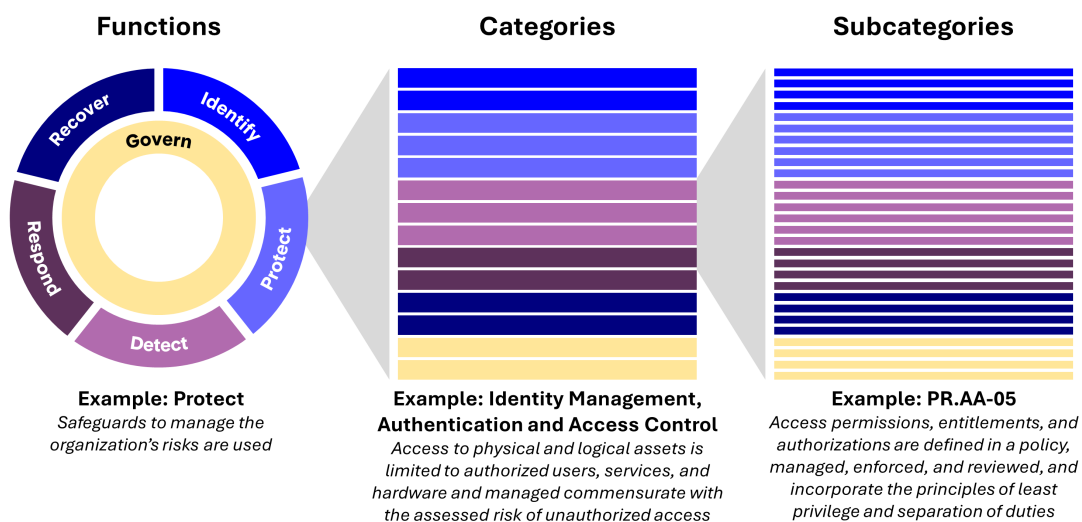 Functions
Categories
Subcategories
Recover
Identify
Govern
Respond
Protect
Detect
Example: Protect
Safeguards to manage the
organization's risks are used
Example: Identity Management,
Authentication and Access Control
Access to physical and logical assets is
limited to authorized users, services, and
hardware and managed commensurate with
the assessed risk of unauthorized access
Example: PR.AA-05
Access permissions, entitlements, and
authorizations are defined in a policy,
managed, enforced, and reviewed, and
incorporate the principles of least
privilege and separation of duties